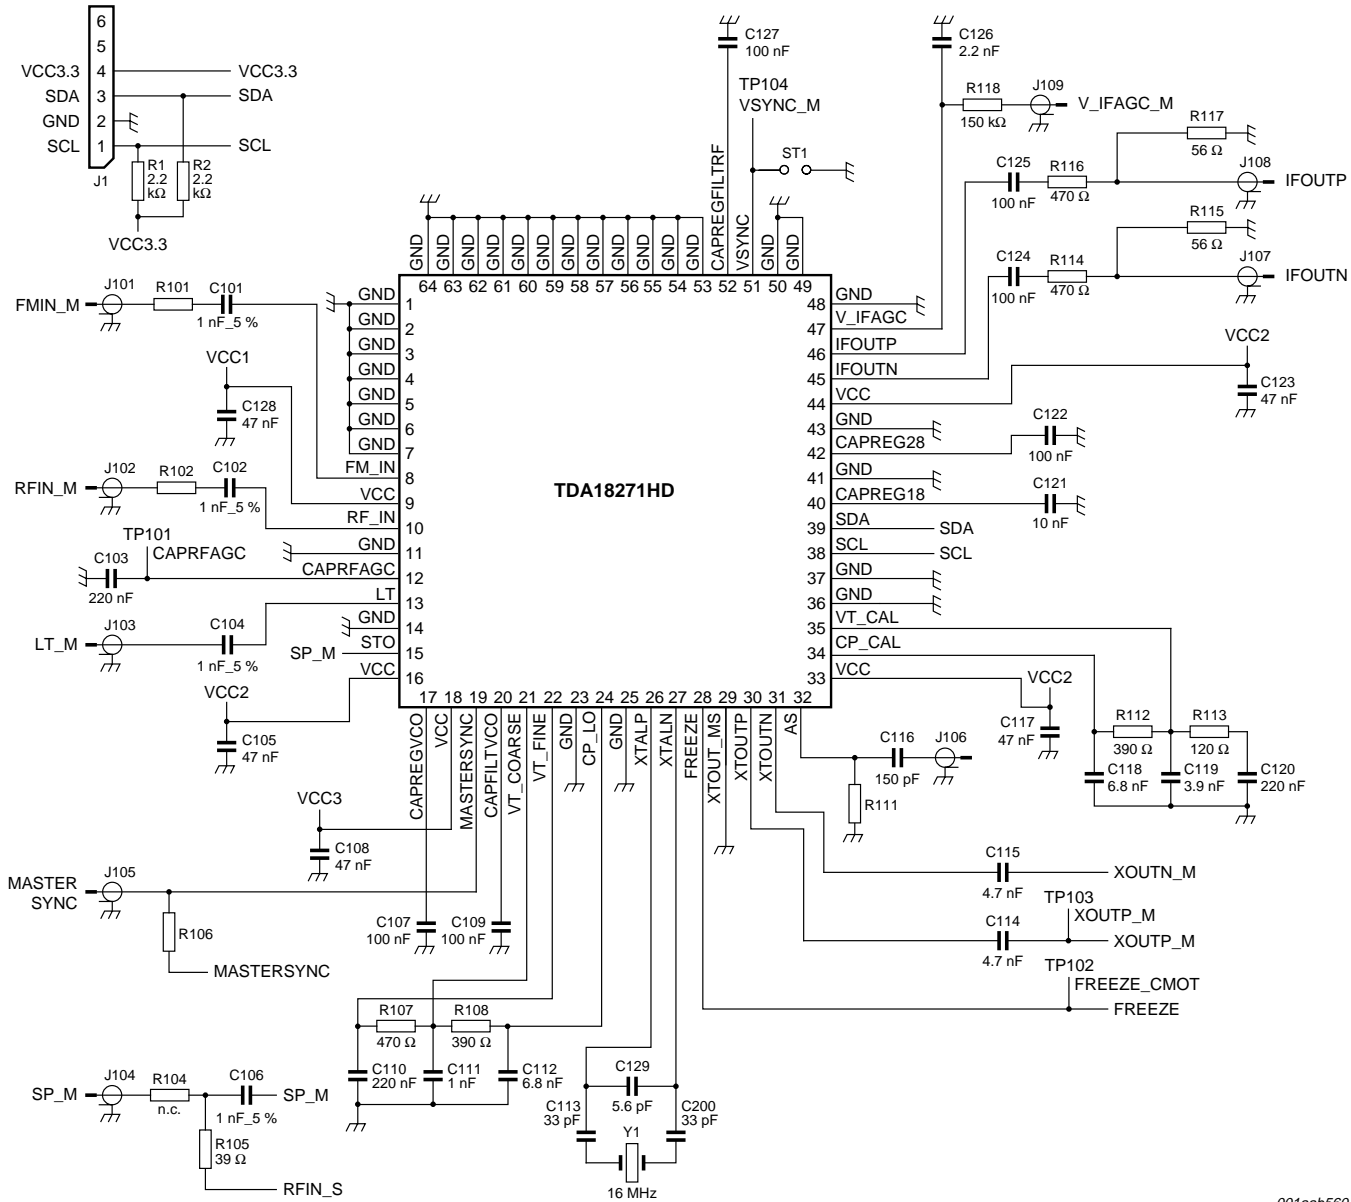 6
5
VCC3.3 4 VCC3.3
SDA 3 SDA
GND 2
SCL 1 SCL
J1
R1
2.2
kΩ
R2
2.2
kΩ
VCC3.3
C127
100 nF
TP104
VSYNC_M
ST1
C126
2.2 nF
R118
150 kΩ
J109
V_IFAGC_M
R117
56 Ω
C125
100 nF
R116
470 Ω
J108
IFOUTP
R115
56 Ω
C124
100 nF
R114
470 Ω
J107
IFOUTN
GND GND GND GND GND GND GND GND GND GND GND GND CAPREGFILTRF VSYNC GND GND
64 63 62 61 60 59 58 57 56 55 54 53 52 51 50 49
TDA18271HD
FMIN_M
J101
R101
C101
1 nF_5 %
VCC1
C128
47 nF
RFIN_M
J102
R102
C102
1 nF_5 %
TP101
CAPRFAGC
C103
220 nF
LT_M
J103
C104
1 nF_5 %
SP_M
VCC2
C105
47 nF
GND 1
GND 2
GND 3
GND 4
GND 5
GND 6
GND 7
FM_IN 8
VCC 9
RF_IN 10
GND 11
CAPRFAGC 12
LT 13
GND 14
STO 15
VCC 16
48 GND
47 V_IFAGC
46 IFOUTP
45 IFOUTN
44 VCC
43 GND
42 CAPREG28
41 GND
40 CAPREG18
39 SDA SDA
38 SCL SCL
37 GND
36 GND
35 VT_CAL
34 CP_CAL
33 VCC
VCC2
C123
47 nF
C122
100 nF
C121
10 nF
VCC2
C117
47 nF
R112
390 Ω
R113
120 Ω
C118
6.8 nF
C119
3.9 nF
C120
220 nF
17 18 19 20 21 22 23 24 25 26 27 28 29 30 31 32
CAPREGVCO VCC MASTERSYNC CAPFILTVCO VT_COARSE VT_FINE GND CP_LO GND XTALP XTALN FREEZE XTOUT_MS XTOUTP XTOUTN AS
C116
150 pF
J106
R111
VCC3
C108
47 nF
MASTER
SYNC
J105
R106
MASTERSYNC
C107
100 nF
C109
100 nF
C115
4.7 nF
XOUTN_M
TP103
XOUTP_M
C114
4.7 nF
XOUTP_M
TP102
FREEZE_CMOT
FREEZE
R107
470 Ω
R108
390 Ω
C110
220 nF
C111
1 nF
C112
6.8 nF
C129
5.6 pF
C113
33 pF
C200
33 pF
Y1
16 MHz
SP_M
J104
R104
n.c.
C106
1 nF_5 %
SP_M
R105
39 Ω
RFIN_S
001aah560